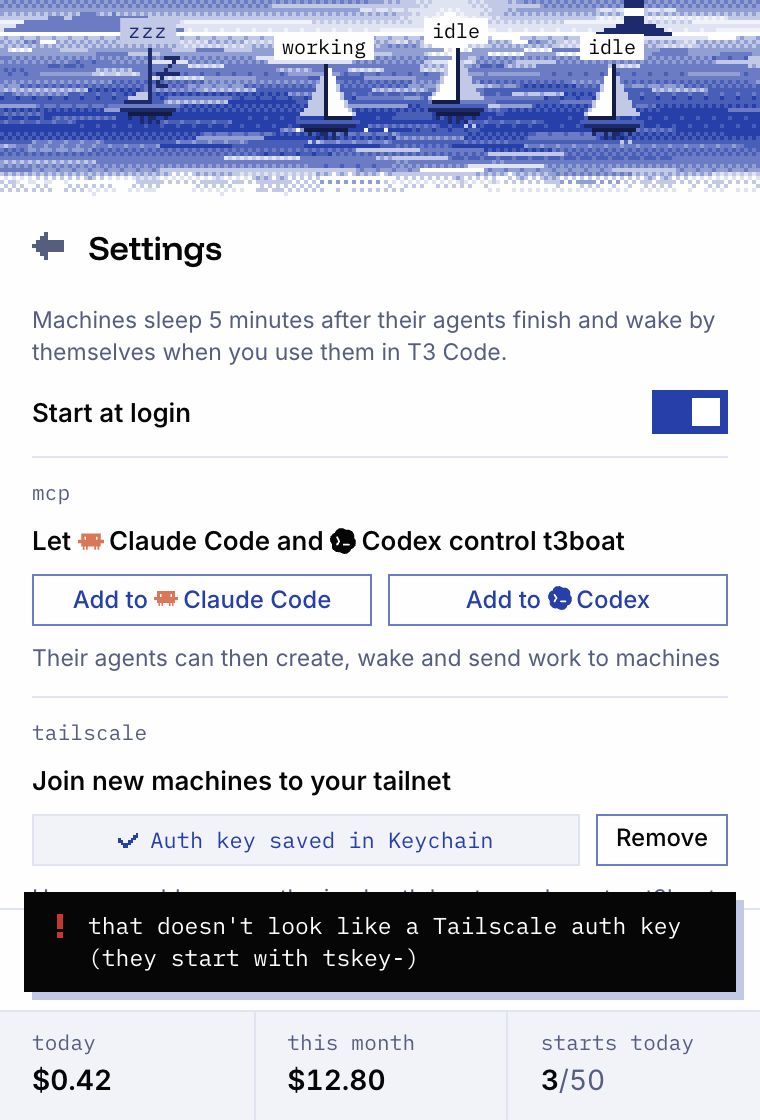 zzz
working
idle
idle
Settings
Machines sleep 5 minutes after their agents finish and wake by
themselves when you use them in T3 Code.
Start at login
mcp
Let Claude Code and Codex control t3boat
Add to Claude Code
Add to Codex
Their agents can then create, wake and send work to machines
tailscale
Join new machines to your tailnet
Auth key saved in Keychain
Remove
that doesn't look like a Tailscale auth key
(they start with tskey-)
today
this month
starts today
$0.42
$12.80
3/50